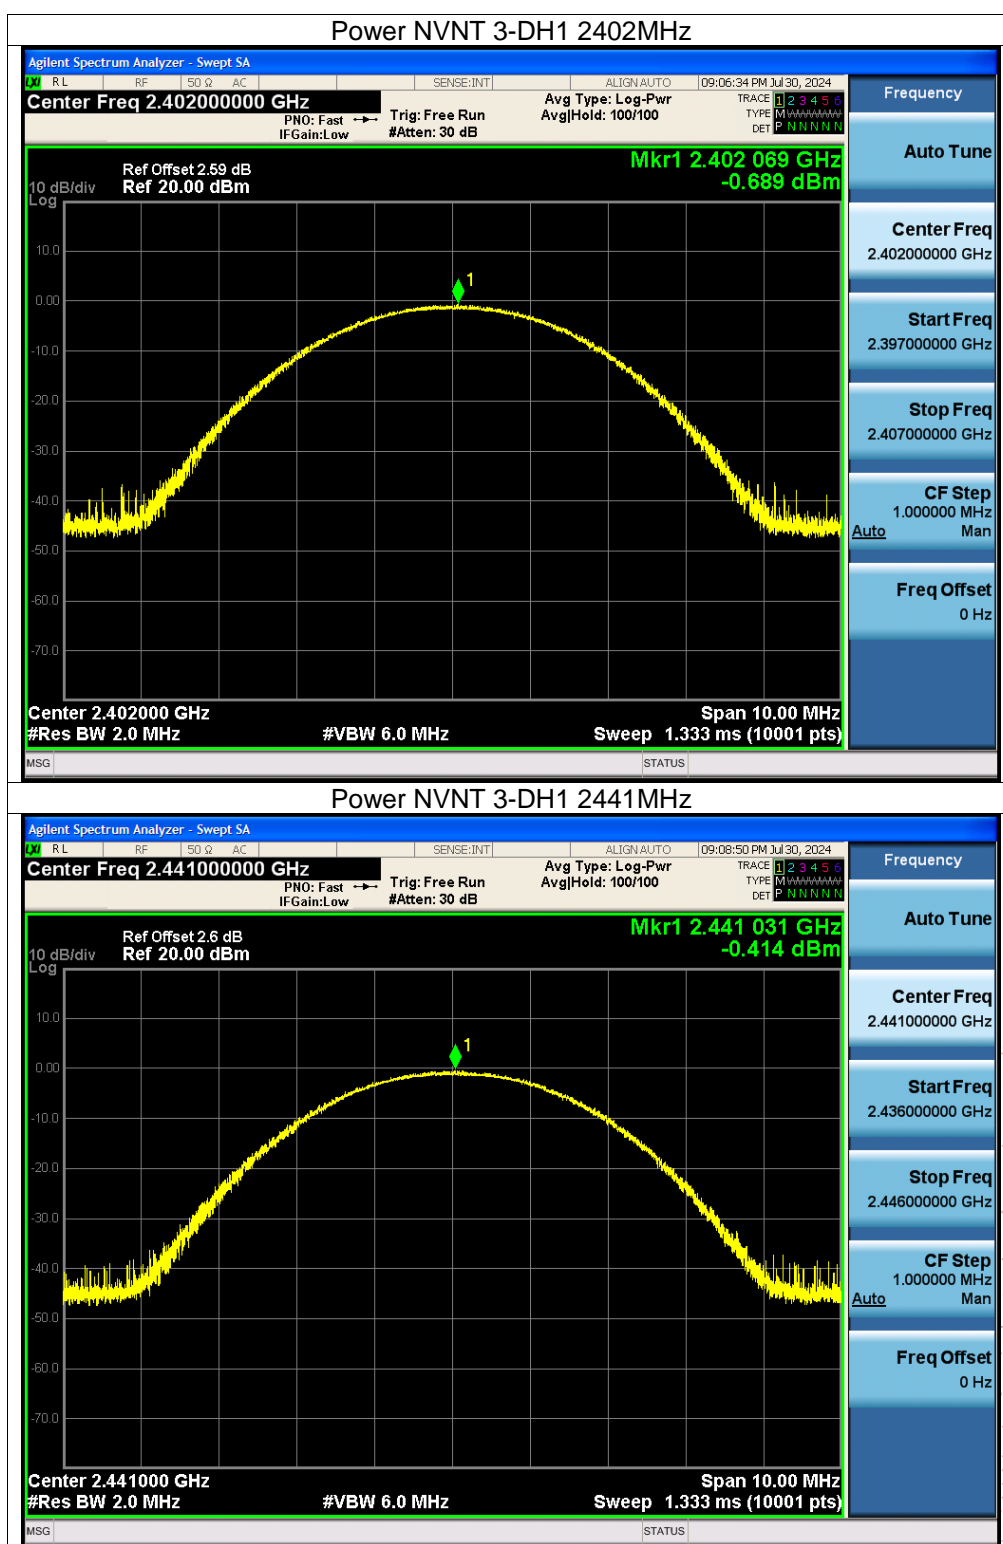 Power NVNT 3-DH1 2402MHz
Agilent Spectrum Analyzer - Swept SA
LXI RL RF 50 Ω AC SENSE:INT ALIGN AUTO 09:06:34 PM Jul 30, 2024
Center Freq 2.402000000 GHz
PNO: Fast
IFGain:Low
Trig: Free Run
#Atten: 30 dB
Avg Type: Log-Pwr
Avg|Hold: 100/100
TRACE 1 2 3 4 5 6
TYPE M W W W W W
DET P N N N N N
Frequency
Auto Tune
Center Freq
2.402000000 GHz
Start Freq
2.397000000 GHz
Stop Freq
2.407000000 GHz
CF Step
1.000000 MHz
Auto Man
Freq Offset
0 Hz
Mkr1 2.402 069 GHz
-0.689 dBm
Ref Offset 2.59 dB
10 dB/div Ref 20.00 dBm
Log
10.0
0.00
-10.0
-20.0
-30.0
-40.0
-50.0
-60.0
-70.0
1
Center 2.402000 GHz Span 10.00 MHz
#Res BW 2.0 MHz #VBW 6.0 MHz Sweep 1.333 ms (10001 pts)
MSG STATUS
Power NVNT 3-DH1 2441MHz
Agilent Spectrum Analyzer - Swept SA
LXI RL RF 50 Ω AC SENSE:INT ALIGN AUTO 09:08:50 PM Jul 30, 2024
Center Freq 2.441000000 GHz
PNO: Fast
IFGain:Low
Trig: Free Run
#Atten: 30 dB
Avg Type: Log-Pwr
Avg|Hold: 100/100
TRACE 1 2 3 4 5 6
TYPE M W W W W W
DET P N N N N N
Frequency
Auto Tune
Center Freq
2.441000000 GHz
Start Freq
2.436000000 GHz
Stop Freq
2.446000000 GHz
CF Step
1.000000 MHz
Auto Man
Freq Offset
0 Hz
Mkr1 2.441 031 GHz
-0.414 dBm
Ref Offset 2.6 dB
10 dB/div Ref 20.00 dBm
Log
10.0
0.00
-10.0
-20.0
-30.0
-40.0
-50.0
-60.0
-70.0
1
Center 2.441000 GHz Span 10.00 MHz
#Res BW 2.0 MHz #VBW 6.0 MHz Sweep 1.333 ms (10001 pts)
MSG STATUS